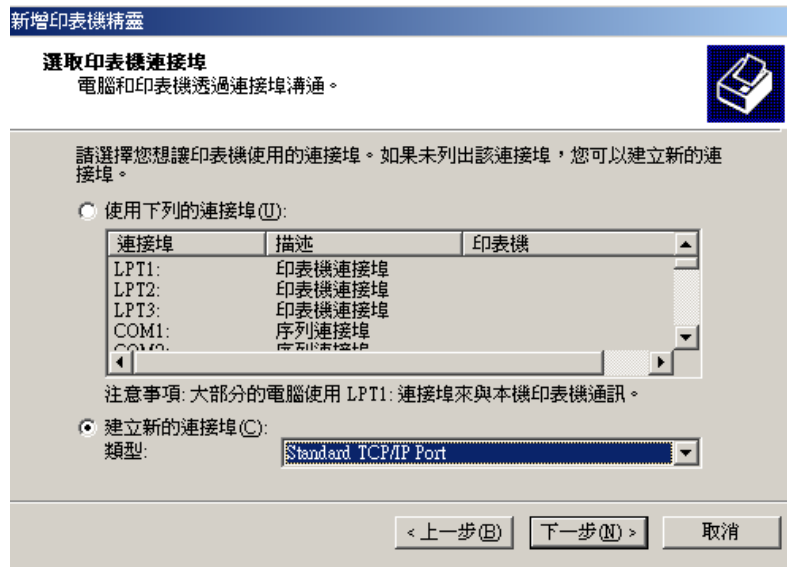 新增印表機精靈
選取印表機連接埠
電腦和印表機透過連接埠溝通。
請選擇您想讓印表機使用的連接埠。如果未列出該連接埠，您可以建立新的連
接埠。
使用下列的連接埠(U):
連接埠 描述 印表機
LPT1: 印表機連接埠
LPT2: 印表機連接埠
LPT3: 印表機連接埠
COM1: 序列連接埠
COM2: 序列連接埠
注意事項: 大部分的電腦使用 LPT1: 連接埠來與本機印表機通訊。
建立新的連接埠(C):
類型: Standard TCP/IP Port
< 上一步(B) 下一步(N) > 取消